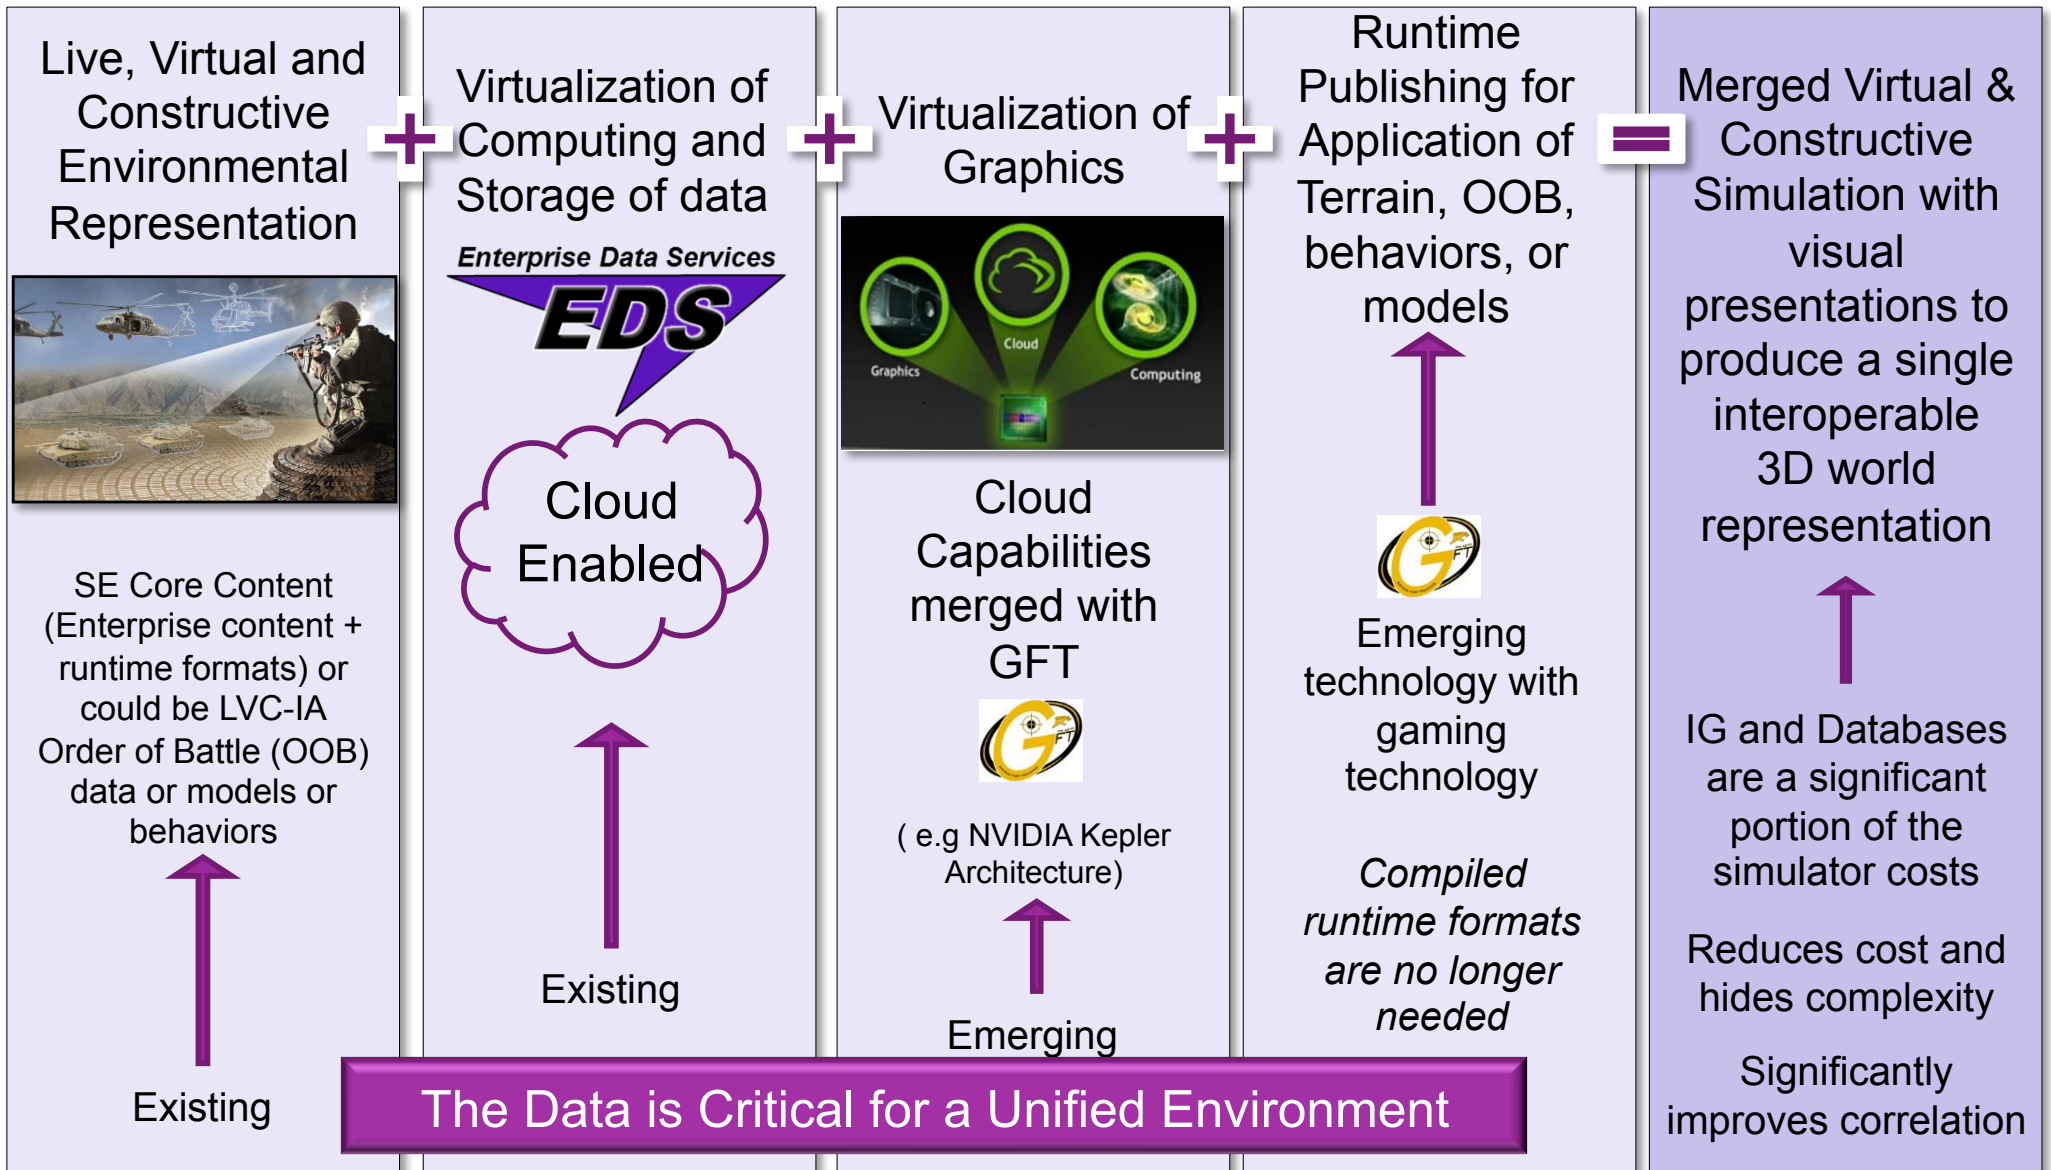 Live, Virtual and
Constructive
Environmental
Representation
SE Core Content
(Enterprise content +
runtime formats) or
could be LVC-IA
Order of Battle (OOB)
data or models or
behaviors
Existing
+
Virtualization of
Computing and
Storage of data
Enterprise Data Services
EDS
Cloud
Enabled
Existing
+
Virtualization of
Graphics
Graphics
Cloud
Computing
Cloud
Capabilities
merged with
GFT
GFT
( e.g NVIDIA Kepler
Architecture)
Emerging
+
Runtime
Publishing for
Application of
Terrain, OOB,
behaviors, or
models
GFT
Emerging
technology with
gaming
technology
Compiled
runtime formats
are no longer
needed
=
Merged Virtual &
Constructive
Simulation with
visual
presentations to
produce a single
interoperable
3D world
representation
IG and Databases
are a significant
portion of the
simulator costs
Reduces cost and
hides complexity
Significantly
improves correlation
The Data is Critical for a Unified Environment